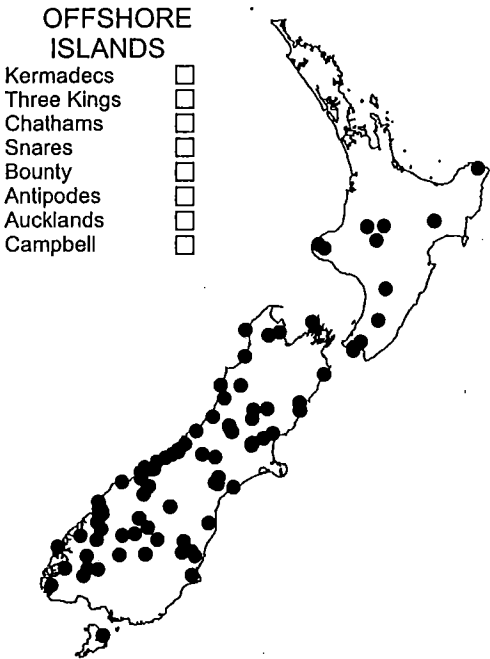 OFFSHORE
ISLANDS
Kermadecs
Three Kings
Chathams
Snares
Bounty
Antipodes
Aucklands
Campbell